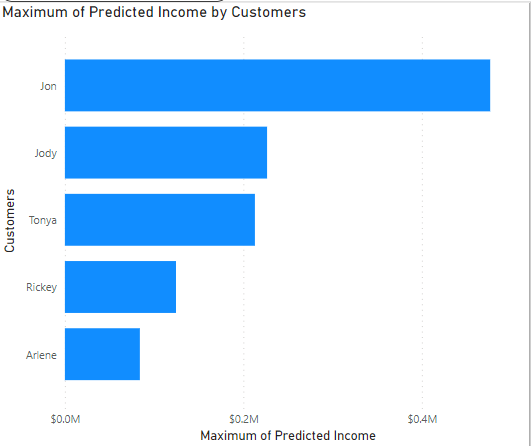 Maximum of Predicted Income by Customers
Customers
Jon
Jody
Tonya
Rickey
Arlene
$0.0M $0.2M $0.4M
Maximum of Predicted Income